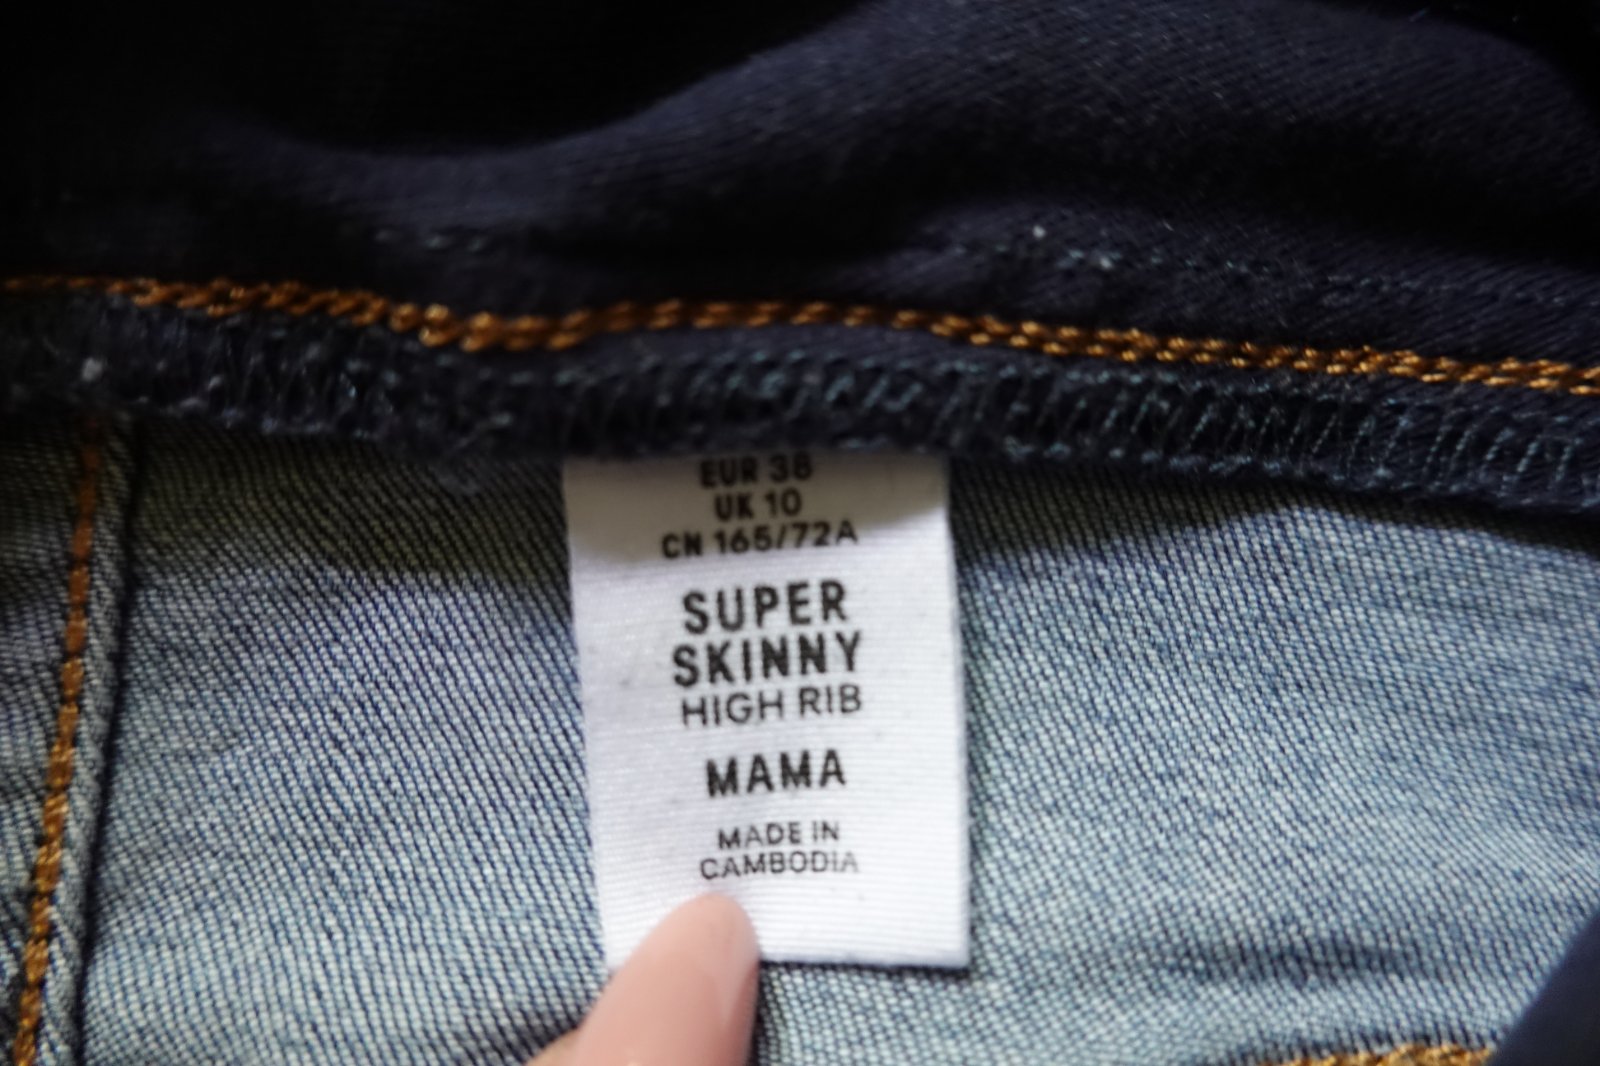 EUR 38
UK 10
CN 165/72A
SUPER
SKINNY
HIGH RIB
MAMA
MADE IN
CAMBODIA